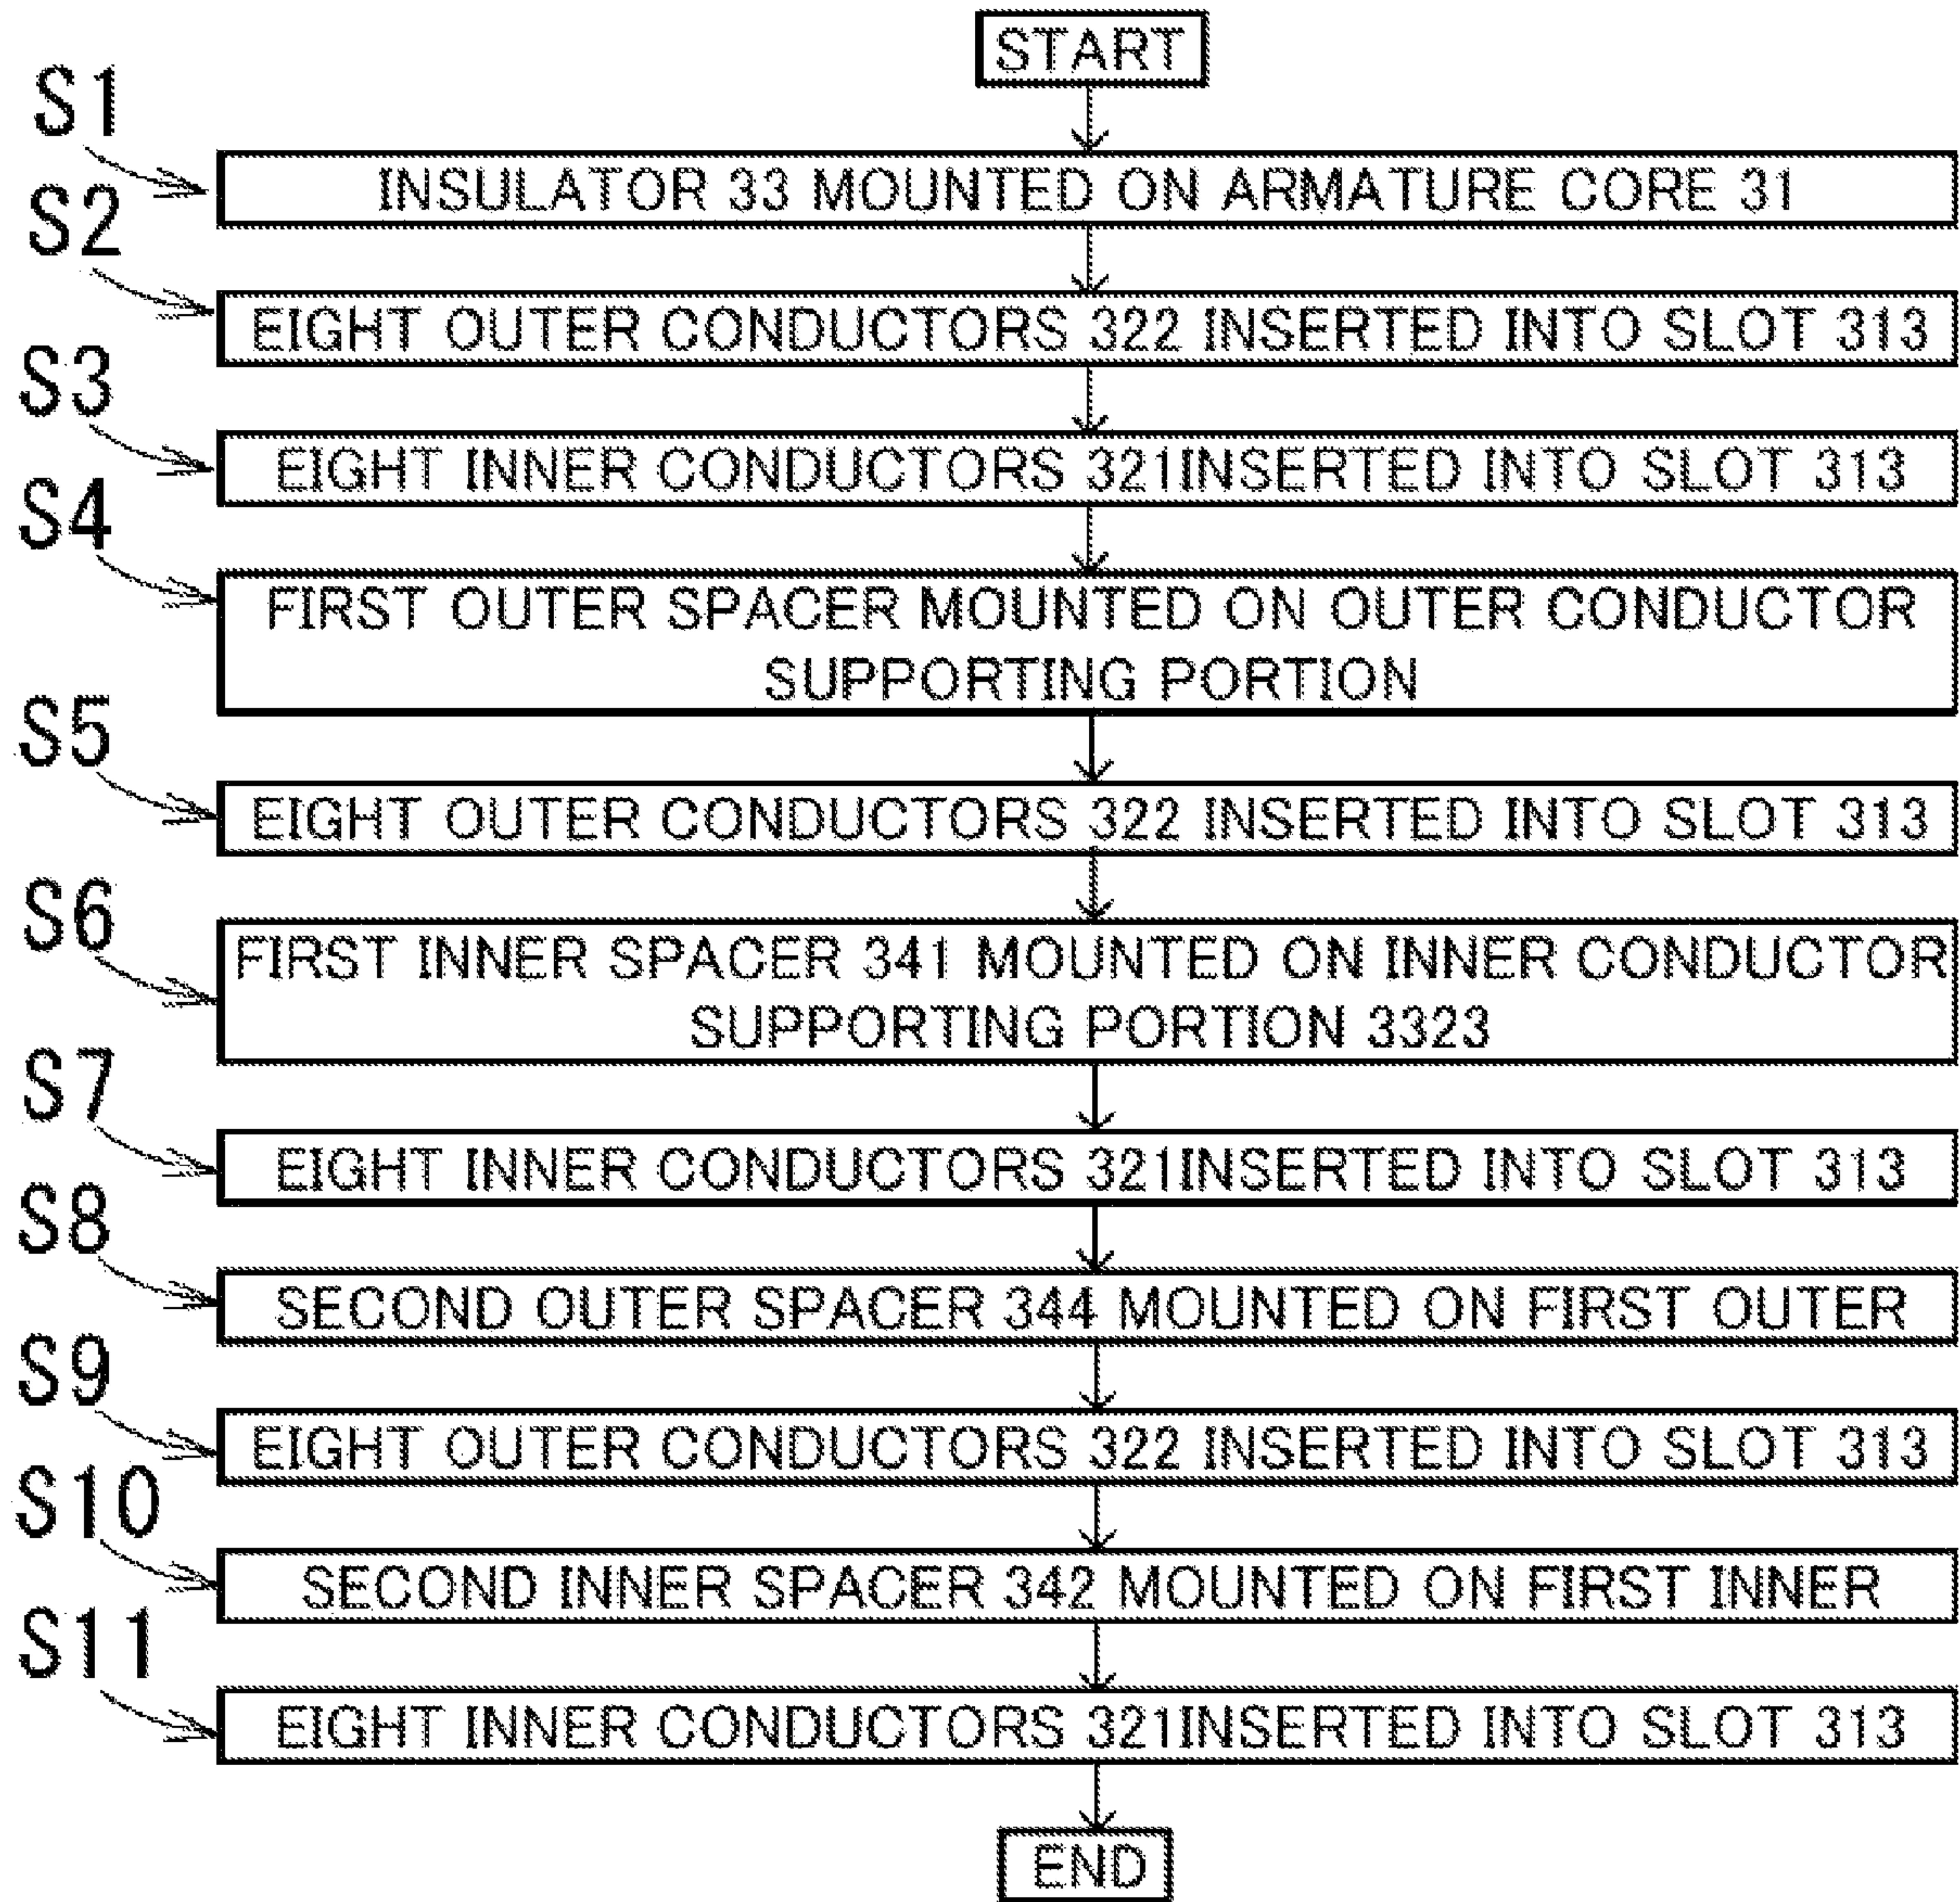 START
S1
INSULATOR 33 MOUNTED ON ARMATURE CORE 31
S2
EIGHT OUTER CONDUCTORS 322 INSERTED INTO SLOT 313
S3
EIGHT INNER CONDUCTORS 321INSERTED INTO SLOT 313
S4
FIRST OUTER SPACER MOUNTED ON OUTER CONDUCTOR
SUPPORTING PORTION
S5
EIGHT OUTER CONDUCTORS 322 INSERTED INTO SLOT 313
S6
FIRST INNER SPACER 341 MOUNTED ON INNER CONDUCTOR
SUPPORTING PORTION 3323
S7
EIGHT INNER CONDUCTORS 321INSERTED INTO SLOT 313
S8
SECOND OUTER SPACER 344 MOUNTED ON FIRST OUTER
S9
EIGHT OUTER CONDUCTORS 322 INSERTED INTO SLOT 313
S10
SECOND INNER SPACER 342 MOUNTED ON FIRST INNER
S11
EIGHT INNER CONDUCTORS 321INSERTED INTO SLOT 313
END